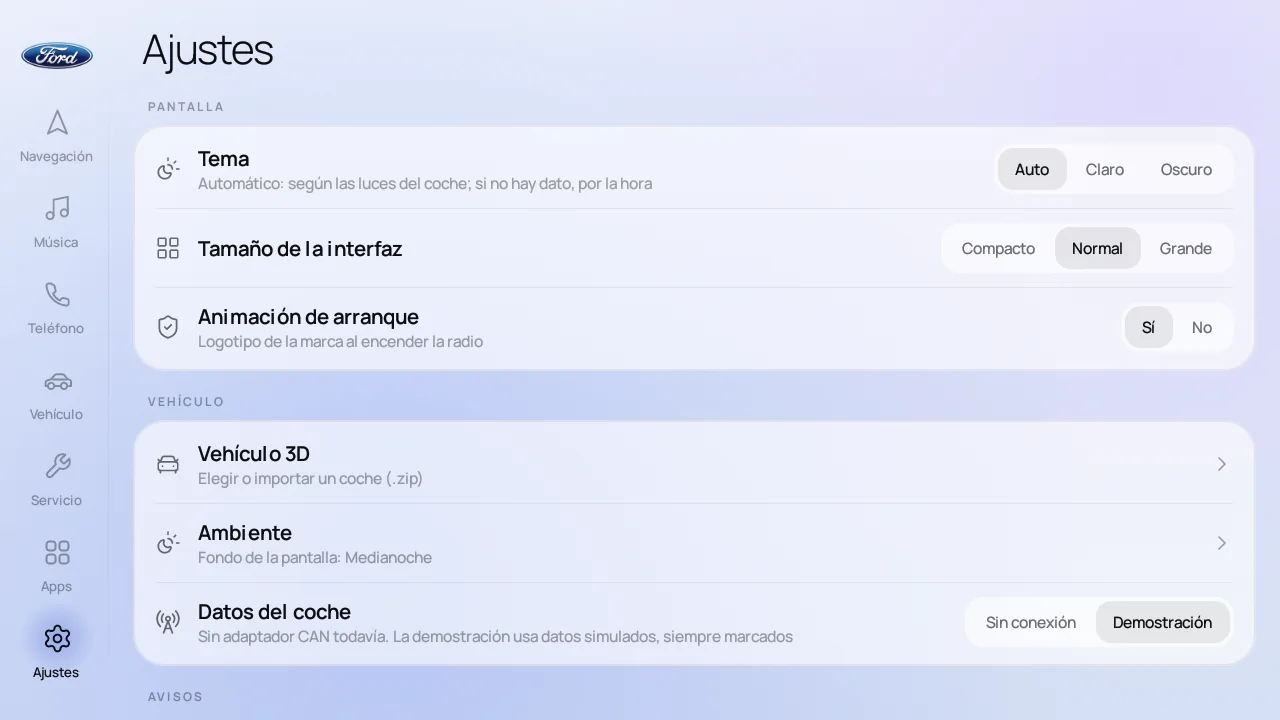 Ford
Ajustes
PANTALLA
Navegación
Tema
Automático: según las luces del coche; si no hay dato, por la hora
Auto
Claro
Oscuro
Música
Tamaño de la interfaz
Compacto
Normal
Grande
Teléfono
Animación de arranque
Logotipo de la marca al encender la radio
Sí
No
Vehículo
VEHÍCULO
Vehículo 3D
Elegir o importar un coche (.zip)
Servicio
Ambiente
Fondo de la pantalla: Medianoche
Apps
Datos del coche
Sin adaptador CAN todavía. La demostración usa datos simulados, siempre marcados
Sin conexión
Demostración
Ajustes
AVISOS